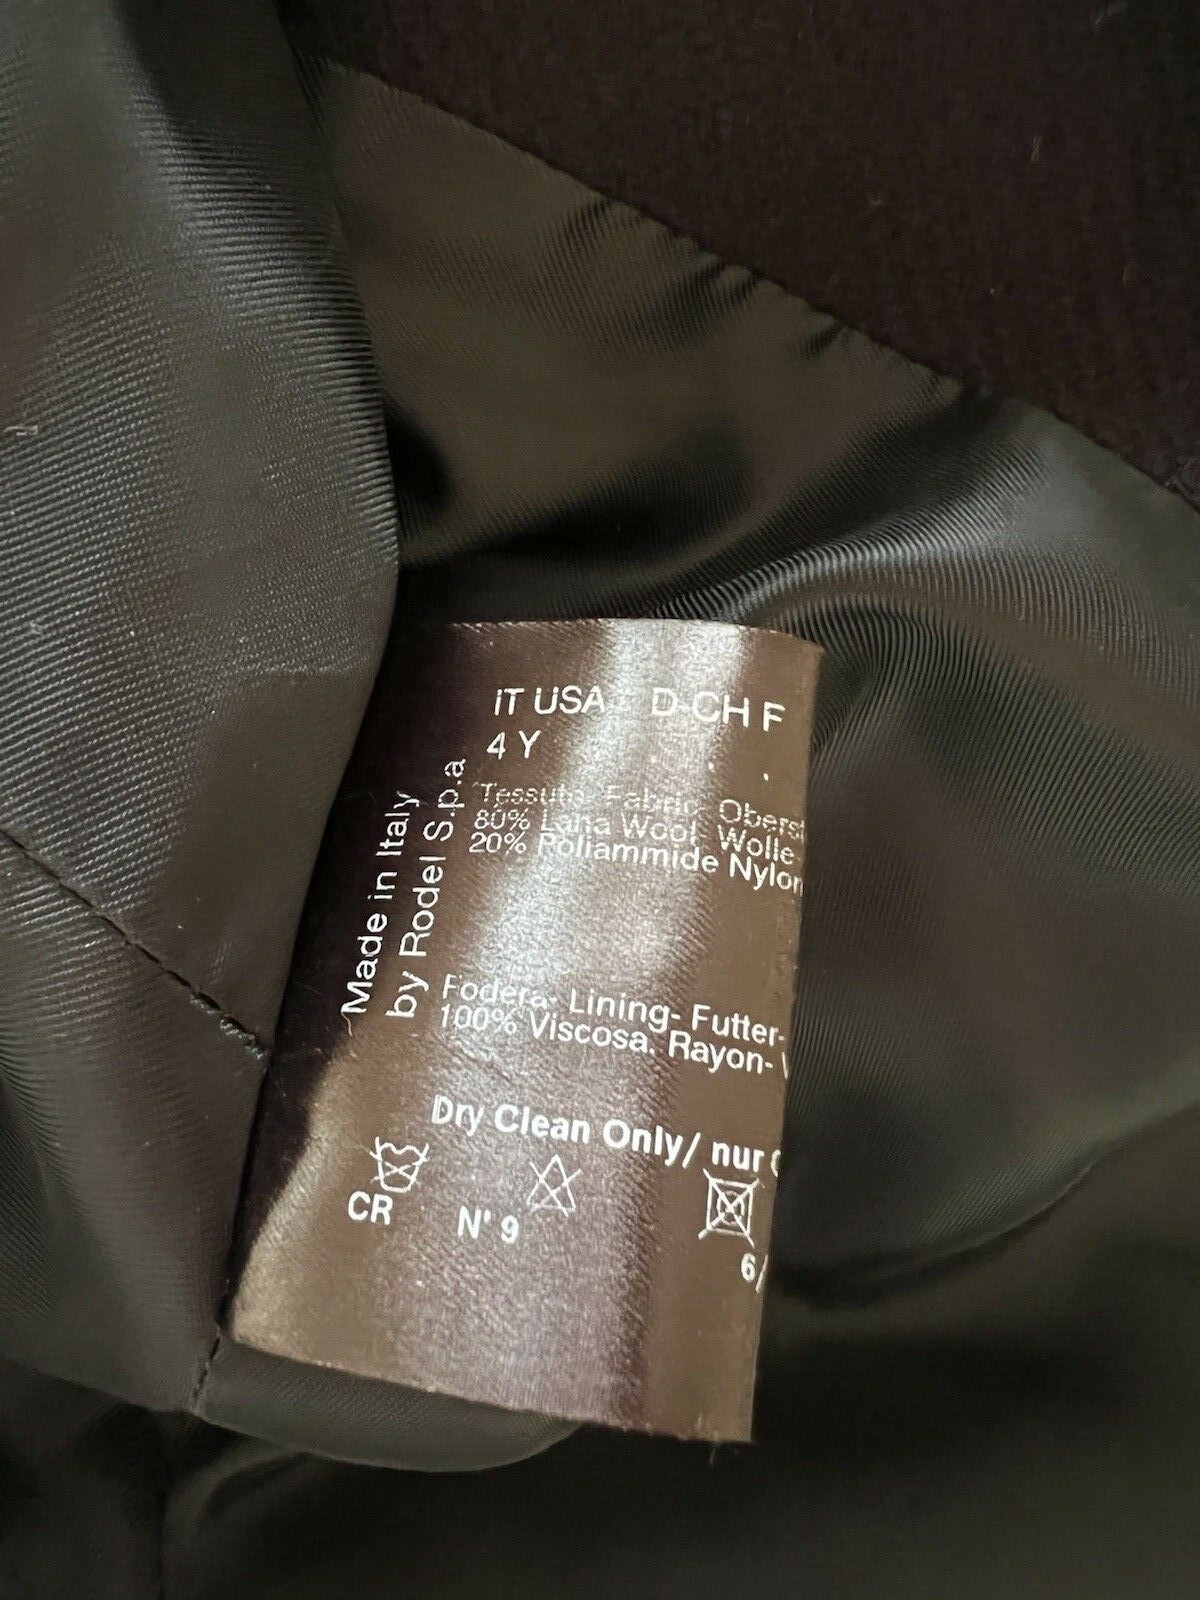 IT USA D-CH F
4 Y
Made in Italy
by Rodel S.p.a
Tessuto- Fabric- Oberst
80% Lana Wool- Wolle-
20% Poliammide Nylon
Fodera- Lining- Futter-
100% Viscosa. Rayon-
Dry Clean Only/ nur
CR N' 9 6/